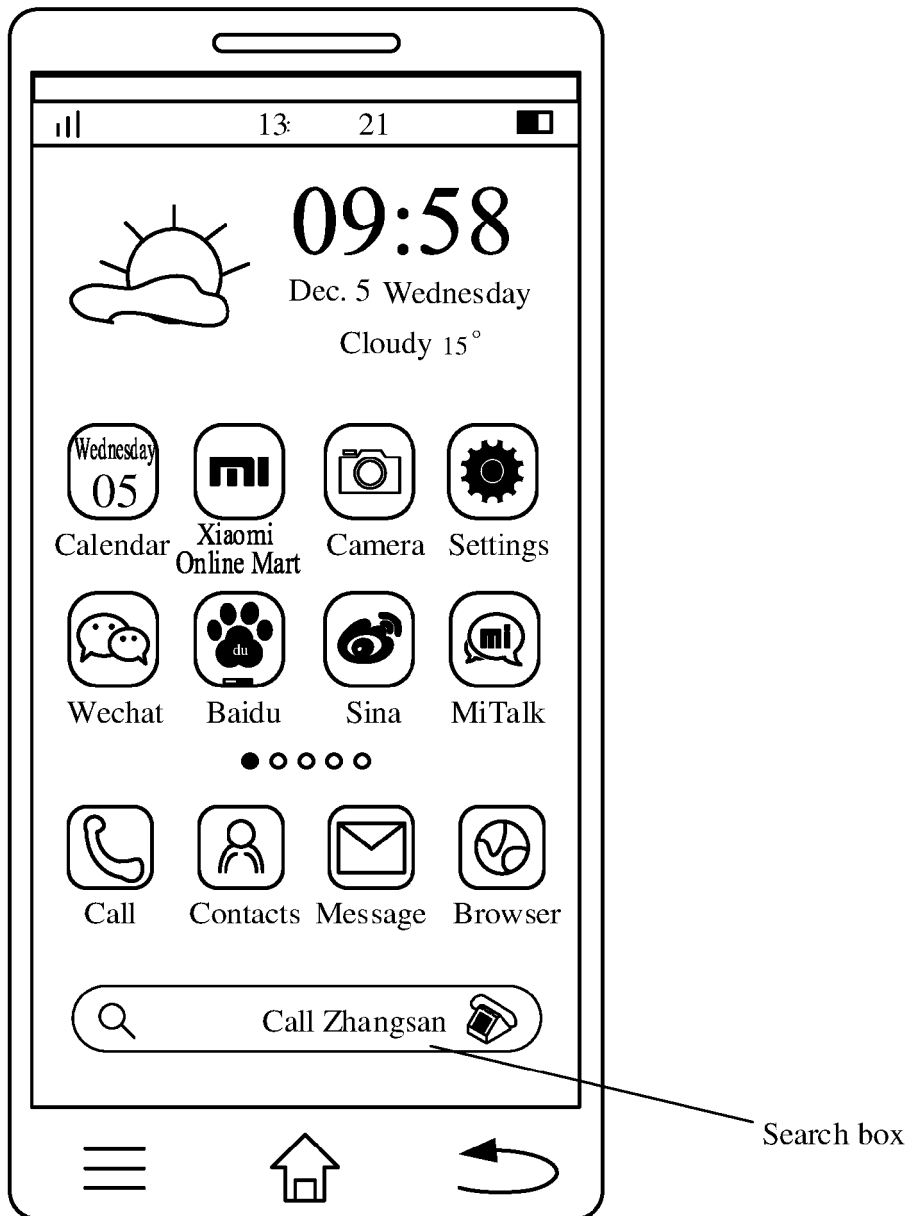 13: 21
09:58
Dec. 5 Wednesday
Cloudy 15°
Wednesday
05
mi
Calendar Xiaomi Online Mart Camera Settings
du
mi
Wechat Baidu Sina MiTalk
Call Contacts Message Browser
Call Zhangsan
Search box